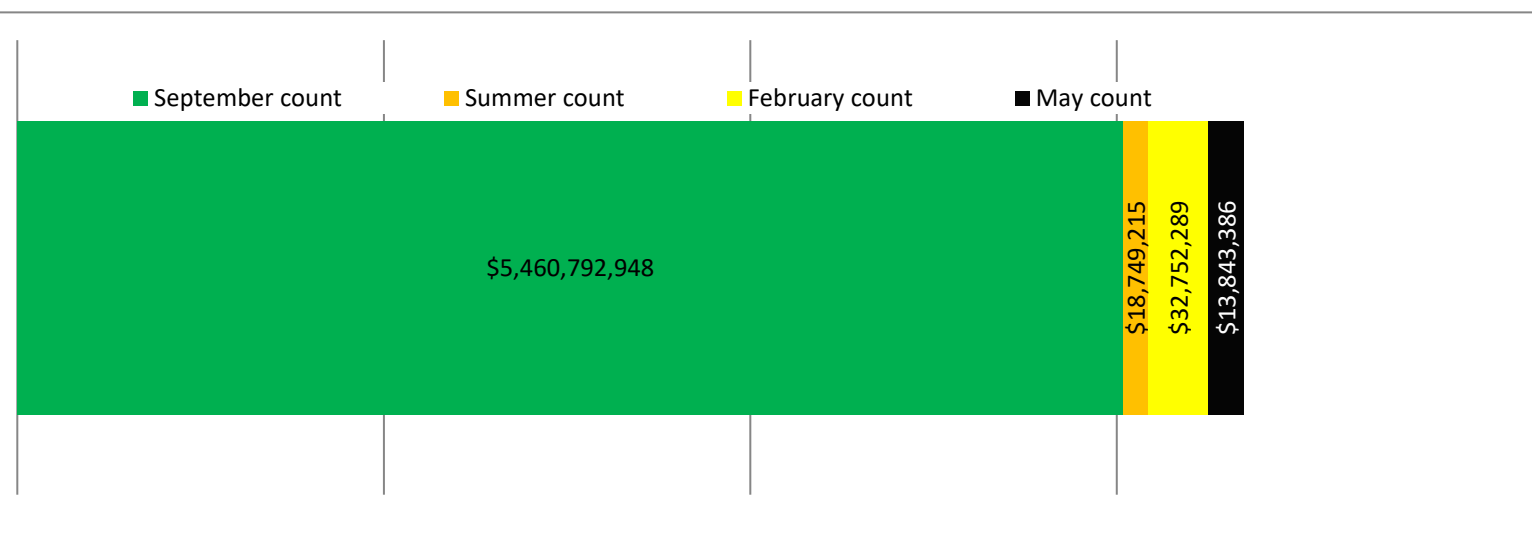 September count
Summer count
February count
May count
$5,460,792,948
$18,749,215
$32,752,289
$13,843,386